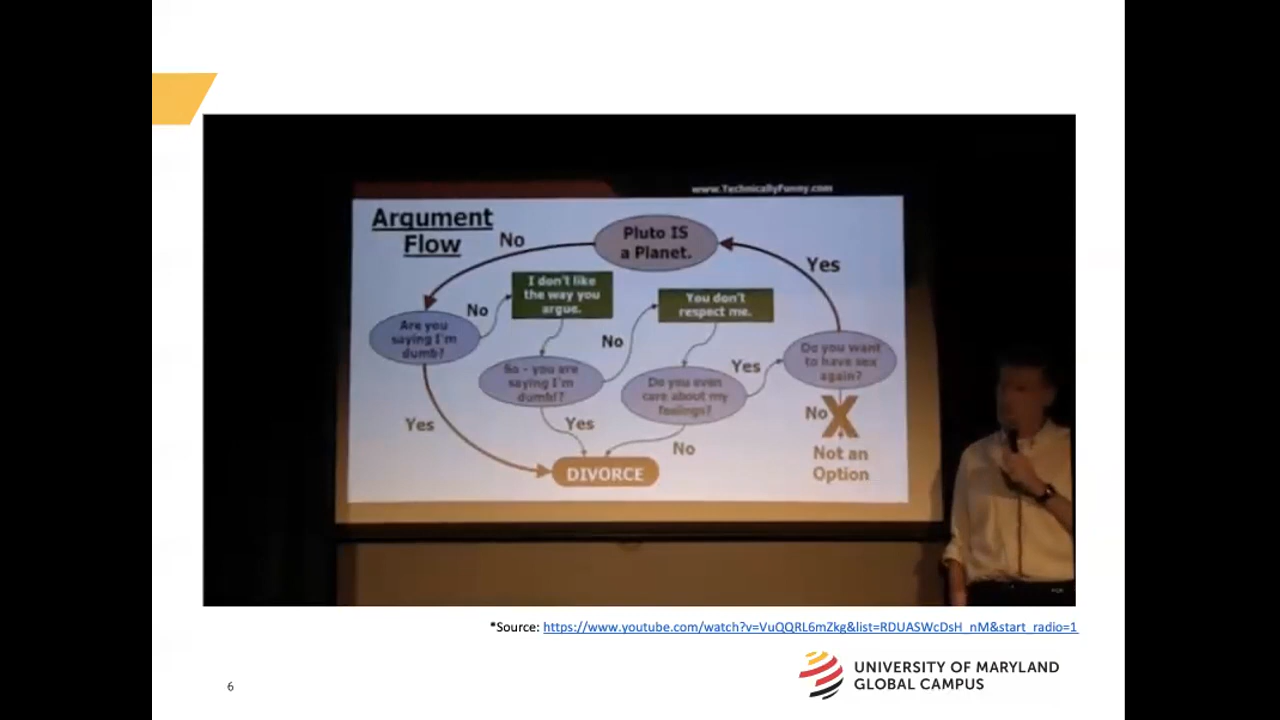 www.TechnicallyFunny.com
Argument
Flow
No
Pluto IS
a Planet.
Yes
I don't like
the way you
argue.
No
You don't
respect me.
Are you
saying I'm
dumb?
No
Do you want
to have sex
again?
So - you are
saying I'm
dumb!?
Yes
Do you even
care about my
feelings?
No
Yes
Yes
No
X
Not an
Option
DIVORCE
*Source: https://www.youtube.com/watch?v=VuQQRL6mZkg&list=RDUASWcDsH_nM&start_radio=1
6
UNIVERSITY OF MARYLAND
GLOBAL CAMPUS